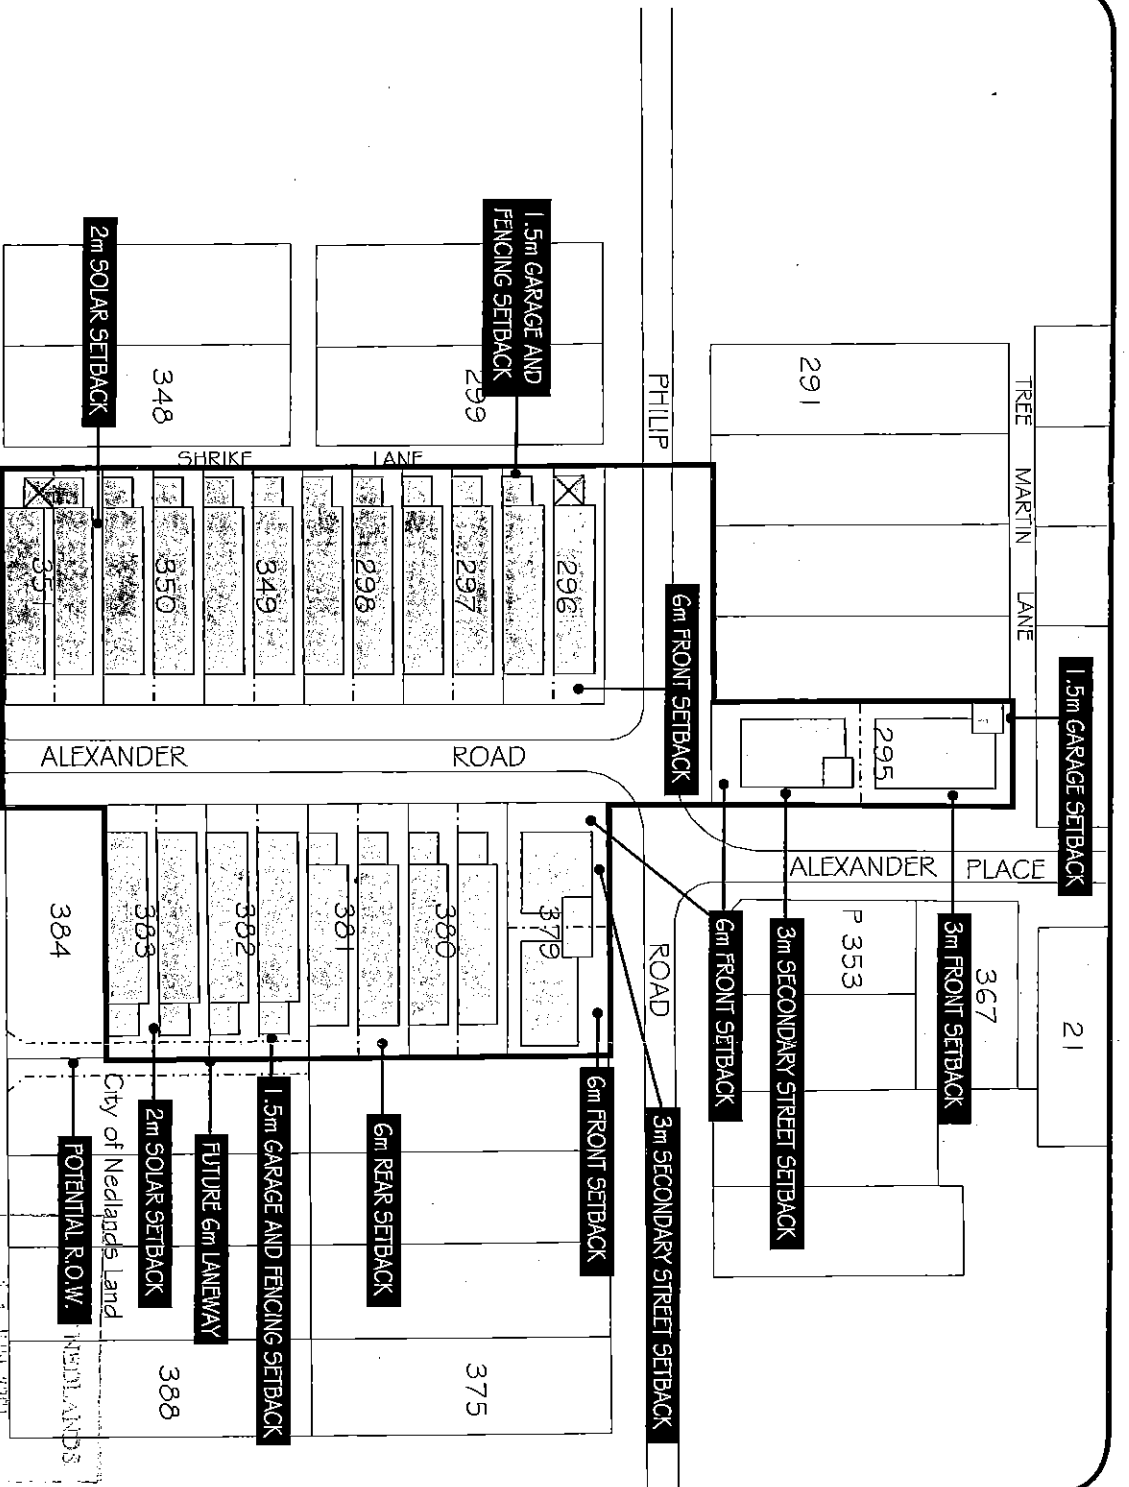 TREE MARTIN LANE
1.5m GARAGE SETBACK
21
291
295
ALEXANDER PLACE
367
3m FRONT SETBACK
P 353
3m SECONDARY STREET SETBACK
6m FRONT SETBACK
6m FRONT SETBACK
PHILIP
ROAD
3m SECONDARY STREET SETBACK
6m FRONT SETBACK
1.5m GARAGE AND
FENCING SETBACK
299
348
2m SOLAR SETBACK
SHRIKE LANE
296
297
298
349
350
351
ALEXANDER ROAD
379
380
381
382
383
384
375
388
6m REAR SETBACK
1.5m GARAGE AND FENCING SETBACK
FUTURE 6m LANEWAY
2m SOLAR SETBACK
City of Nedlands Land
POTENTIAL R.O.W.
NEDLANDS